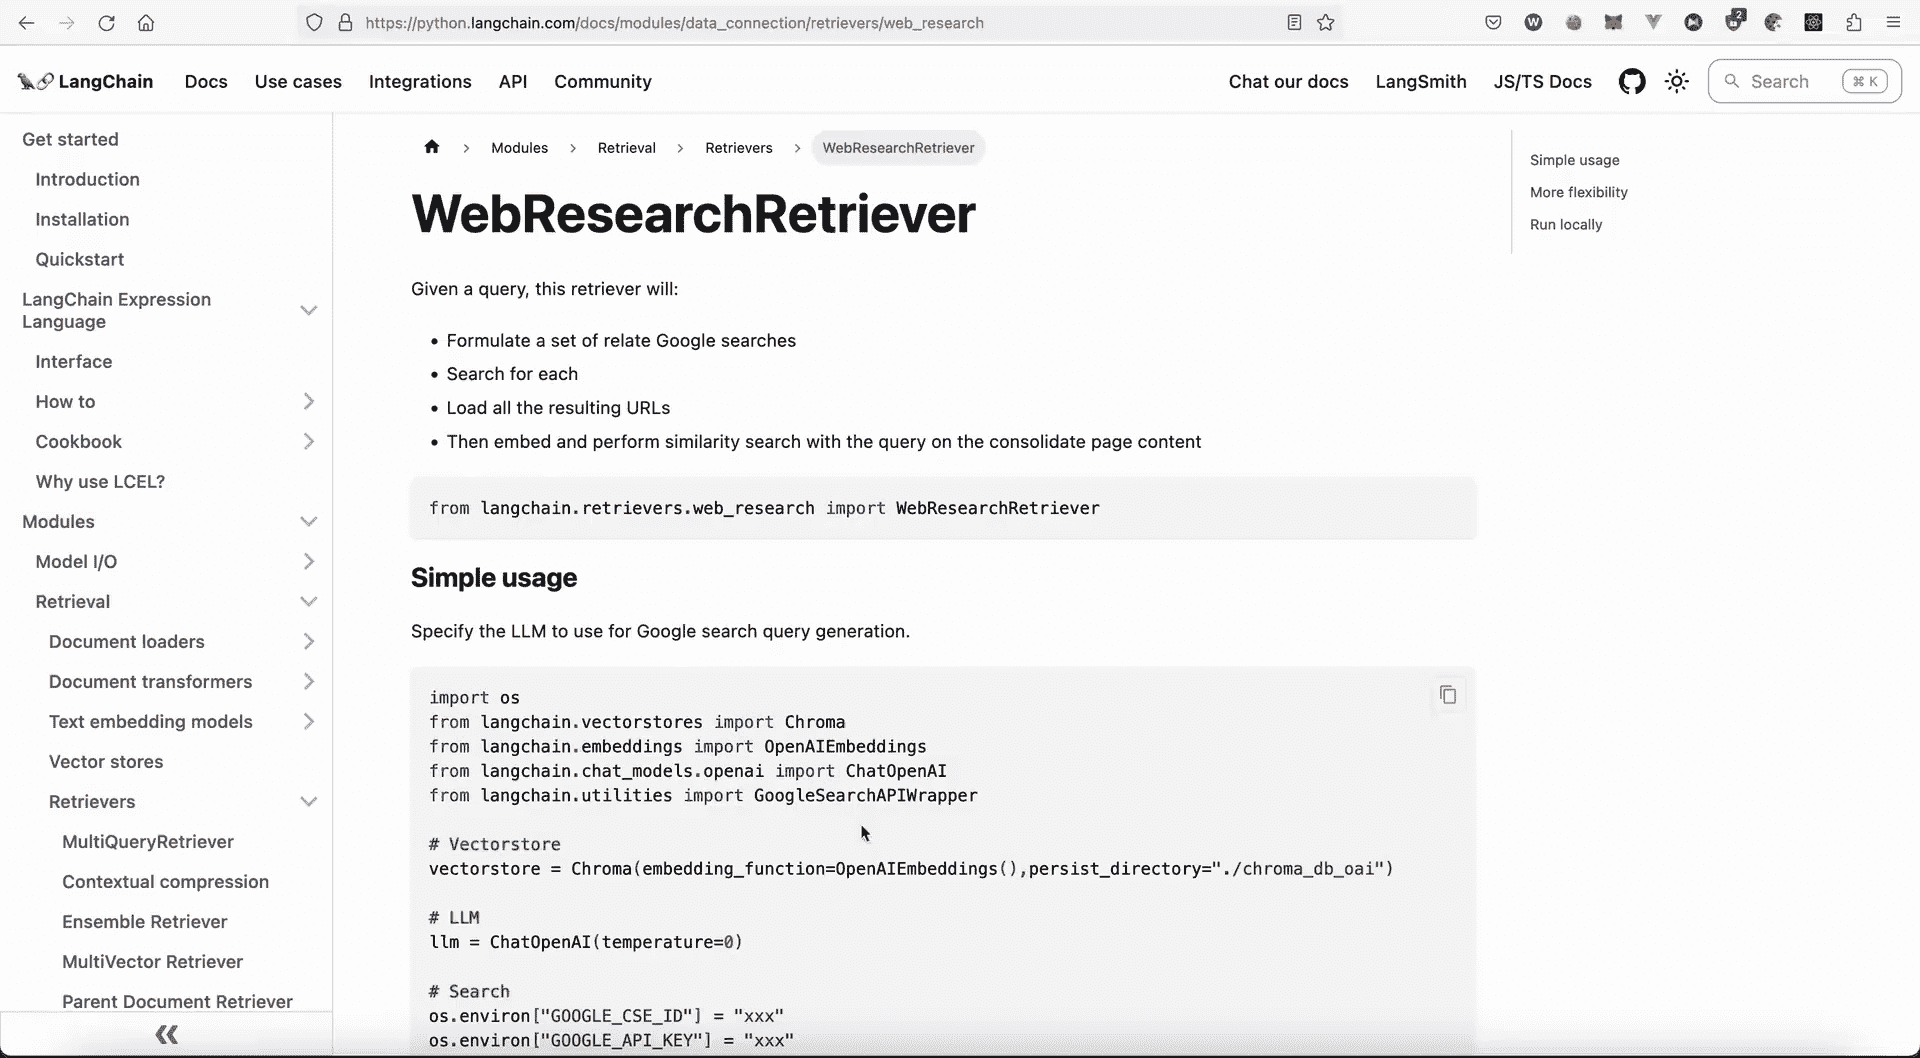 https://python.langchain.com/docs/modules/data_connection/retrievers/web_research
W
2
LangChain
Docs
Use cases
Integrations
API
Community
Chat our docs
LangSmith
JS/TS Docs
Search
⌘ K
Get started
Introduction
Installation
Quickstart
LangChain Expression
Language
Interface
How to
Cookbook
Why use LCEL?
Modules
Model I/O
Retrieval
Document loaders
Document transformers
Text embedding models
Vector stores
Retrievers
MultiQueryRetriever
Contextual compression
Ensemble Retriever
MultiVector Retriever
Parent Document Retriever
Modules > Retrieval > Retrievers > WebResearchRetriever
WebResearchRetriever
Given a query, this retriever will:
• Formulate a set of relate Google searches
• Search for each
• Load all the resulting URLs
• Then embed and perform similarity search with the query on the consolidate page content
from langchain.retrievers.web_research import WebResearchRetriever
Simple usage
Specify the LLM to use for Google search query generation.
import os
from langchain.vectorstores import Chroma
from langchain.embeddings import OpenAIEmbeddings
from langchain.chat_models.openai import ChatOpenAI
from langchain.utilities import GoogleSearchAPIWrapper
# Vectorstore
vectorstore = Chroma(embedding_function=OpenAIEmbeddings(),persist_directory="./chroma_db_oai")
# LLM
llm = ChatOpenAI(temperature=0)
# Search
os.environ["GOOGLE_CSE_ID"] = "xxx"
os.environ["GOOGLE_API_KEY"] = "xxx"
Simple usage
More flexibility
Run locally